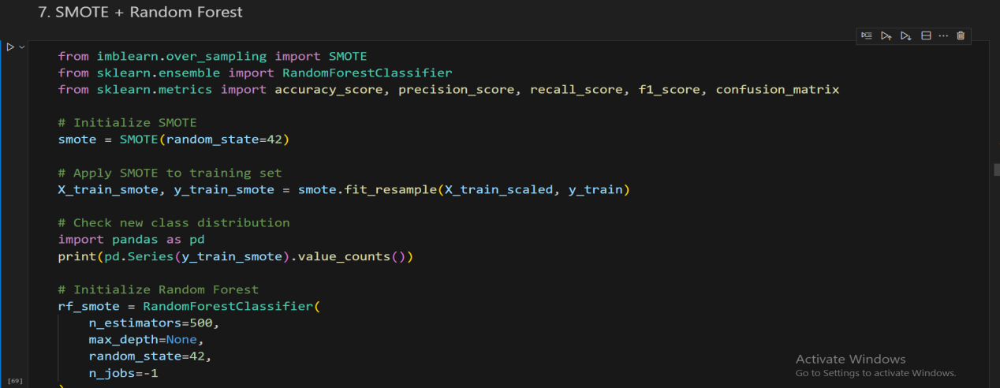 7. SMOTE + Random Forest
from imblearn.over_sampling import SMOTE
from sklearn.ensemble import RandomForestClassifier
from sklearn.metrics import accuracy_score, precision_score, recall_score, f1_score, confusion_matrix
# Initialize SMOTE
smote = SMOTE(random_state=42)
# Apply SMOTE to training set
X_train_smote, y_train_smote = smote.fit_resample(X_train_scaled, y_train)
# Check new class distribution
import pandas as pd
print(pd.Series(y_train_smote).value_counts())
# Initialize Random Forest
rf_smote = RandomForestClassifier(
    n_estimators=500,
    max_depth=None,
    random_state=42,
    n_jobs=-1
[69]
Activate Windows
Go to Settings to activate Windows.